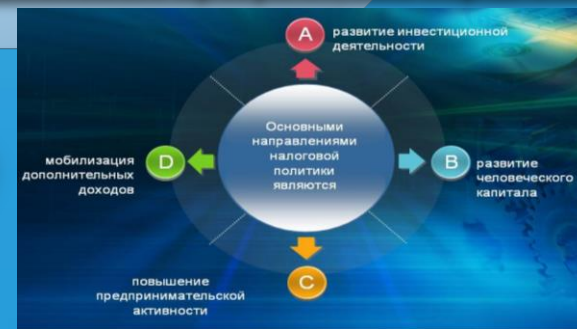 A
развитие инвестиционной
деятельности
Основными
направлениями
налоговой
политики
являются
D
мобилизация
дополнительных
доходов
B
развитие
человеческого
капитала
C
повышение
предпринимательской
активности